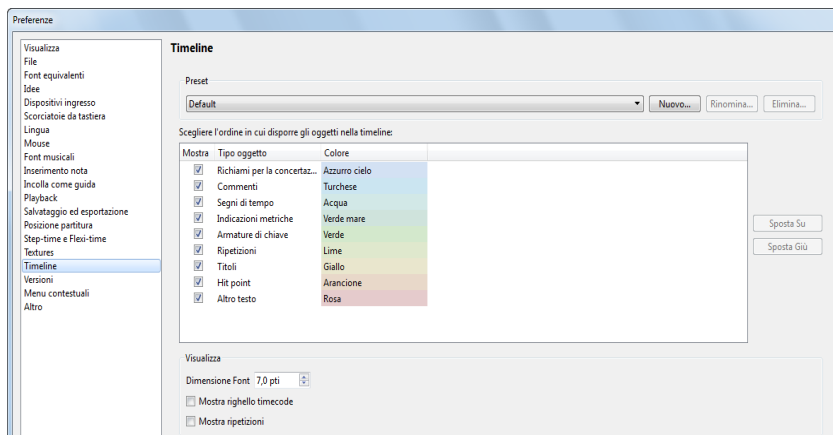 Preferenze
Visualizza
File
Font equivalenti
Idee
Dispositivi ingresso
Scorciatoie da tastiera
Lingua
Mouse
Font musicali
Inserimento nota
Incolla come guida
Playback
Salvataggio ed esportazione
Posizione partitura
Step-time e Flexi-time
Textures
Timeline
Versioni
Menu contestuali
Altro
Timeline
Preset
Default Nuovo... Rinomina... Elimina...
Scegliere l'ordine in cui disporre gli oggetti nella timeline:
Mostra Tipo oggetto Colore
Richiami per la concertaz... Azzurro cielo
Commenti Turchese
Segni di tempo Acqua
Indicazioni metriche Verde mare
Armature di chiave Verde
Ripetizioni Lime
Titoli Giallo
Hit point Arancione
Altro testo Rosa
Sposta Su
Sposta Giù
Visualizza
Dimensione Font 7,0 pti
Mostra righello timecode
Mostra ripetizioni